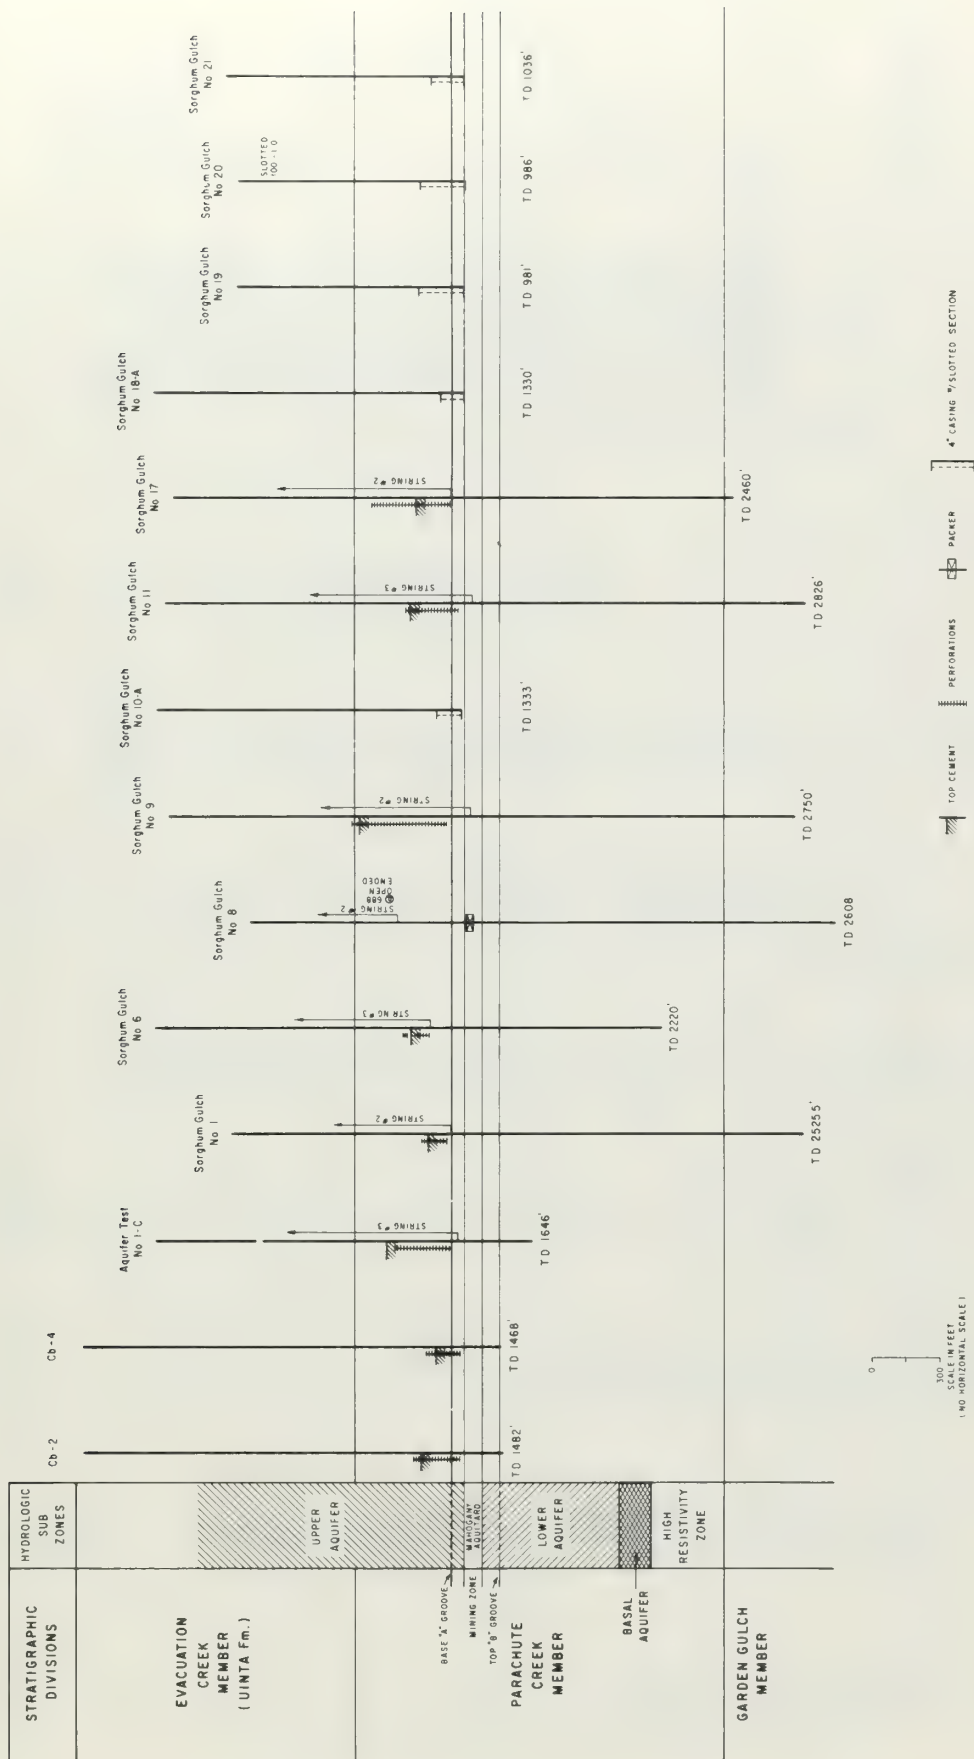 STRATIGRAPHIC
DIVISIONS
HYDROLOGIC
SUB
ZONES
EVACUATION
CREEK
MEMBER
( UINTA Fm.)
UPPER
AQUIFER
BASE "A" GROOVE
MAHOGANY
AQUITARD
MINING ZONE
TOP "B" GROOVE
PARACHUTE
CREEK
MEMBER
LOWER
AQUIFER
BASAL
AQUIFER
HIGH
RESISTIVITY
ZONE
GARDEN GULCH
MEMBER
Cb-2
TD 1482'
Cb-4
TD 1468'
Aquifer Test
No 1-C
STRING #3
TD 1646'
Sorghum Gulch
No 1
STRING #2
TD 2525 5'
Sorghum Gulch
No 6
STRING #3
TD 2220'
Sorghum Gulch
No 8
STRING #2
@ 688
OPEN
ENDED
TD 2608
Sorghum Gulch
No 9
STRING #2
TD 2750'
Sorghum Gulch
No 10-A
TD 1333'
Sorghum Gulch
No 11
STRING #3
TD 2826'
Sorghum Gulch
No 17
STRING #2
TD 2460'
Sorghum Gulch
No 18-A
TD 1330'
Sorghum Gulch
No 19
TD 981'
Sorghum Gulch
No 20
SLOTTED
TD 986'
Sorghum Gulch
No 21
TD 1036'
0
300
SCALE IN FEET
( NO HORIZONTAL SCALE )
TOP CEMENT
PERFORATIONS
PACKER
4" CASING W/SLOTTED SECTION